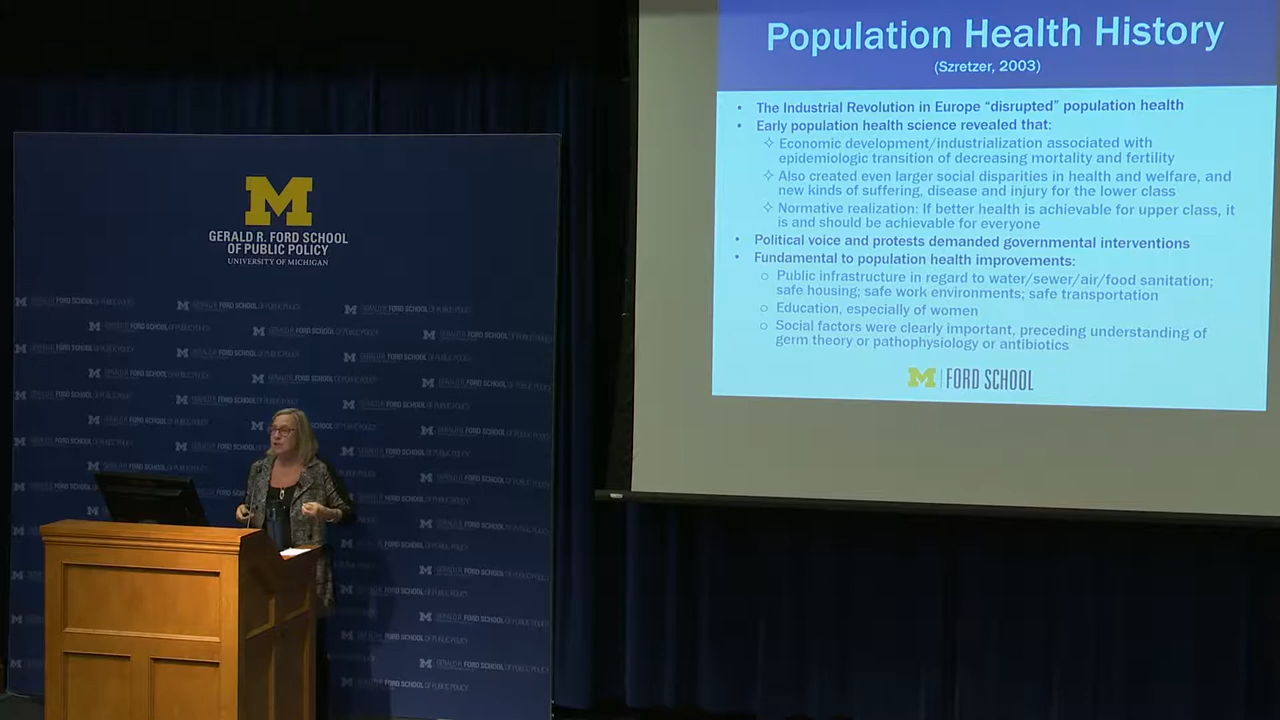 Population Health History
(Szretzer, 2003)
• The Industrial Revolution in Europe “disrupted” population health
• Early population health science revealed that:
✧ Economic development/industrialization associated with
epidemiologic transition of decreasing mortality and fertility
✧ Also created even larger social disparities in health and welfare, and
new kinds of suffering, disease and injury for the lower class
✧ Normative realization: If better health is achievable for upper class, it
is and should be achievable for everyone
• Political voice and protests demanded governmental interventions
• Fundamental to population health improvements:
○ Public infrastructure in regard to water/sewer/air/food sanitation;
safe housing; safe work environments; safe transportation
○ Education, especially of women
○ Social factors were clearly important, preceding understanding of
germ theory or pathophysiology or antibiotics
M | FORD SCHOOL
M
GERALD R. FORD SCHOOL
OF PUBLIC POLICY
UNIVERSITY OF MICHIGAN